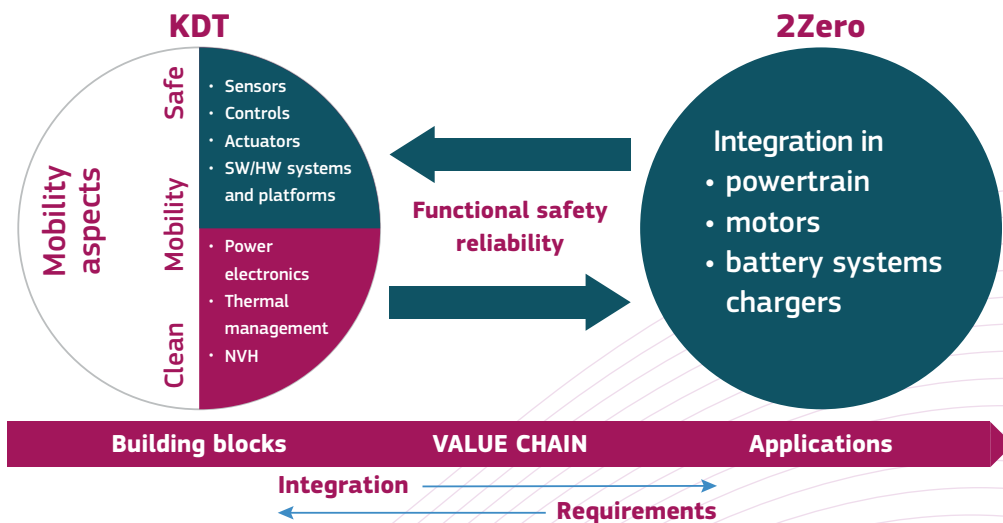 KDT
2Zero
Mobility
aspects
Safe
Mobility
Clean
• Sensors
• Controls
• Actuators
• SW/HW systems
and platforms
• Power
electronics
• Thermal
management
• NVH
Functional safety
reliability
Integration in
• powertrain
• motors
• battery systems
chargers
Building blocks
VALUE CHAIN
Applications
Integration
Requirements